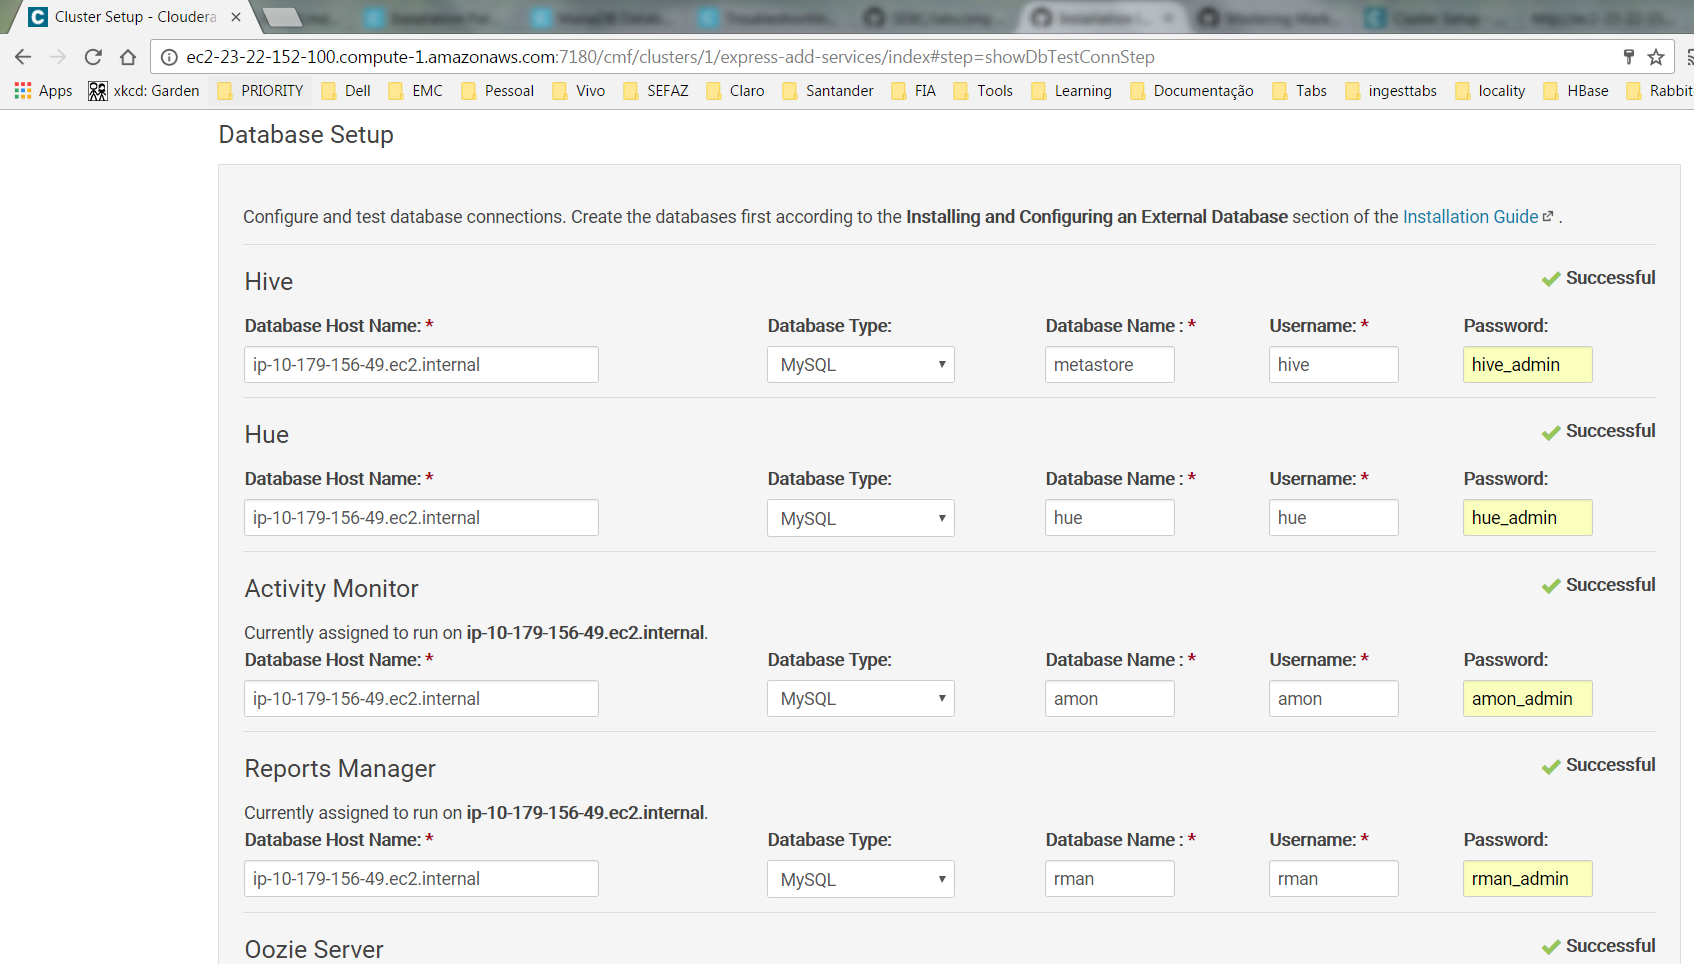 Cluster Setup - Cloudera
ec2-23-22-152-100.compute-1.amazonaws.com:7180/cmf/clusters/1/express-add-services/index#step=showDbTestConnStep
Apps xkcd: Garden PRIORITY Dell EMC Pessoal Vivo SEFAZ Claro Santander FIA Tools Learning Documentação Tabs ingesttabs locality HBase Rabbit
Database Setup
Configure and test database connections. Create the databases first according to the Installing and Configuring an External Database section of the Installation Guide .
Hive Successful
Database Host Name: * Database Type: Database Name : * Username: * Password:
ip-10-179-156-49.ec2.internal MySQL metastore hive hive_admin
Hue Successful
Database Host Name: * Database Type: Database Name : * Username: * Password:
ip-10-179-156-49.ec2.internal MySQL hue hue hue_admin
Activity Monitor Successful
Currently assigned to run on ip-10-179-156-49.ec2.internal.
Database Host Name: * Database Type: Database Name : * Username: * Password:
ip-10-179-156-49.ec2.internal MySQL amon amon amon_admin
Reports Manager Successful
Currently assigned to run on ip-10-179-156-49.ec2.internal.
Database Host Name: * Database Type: Database Name : * Username: * Password:
ip-10-179-156-49.ec2.internal MySQL rman rman rman_admin
Oozie Server Successful